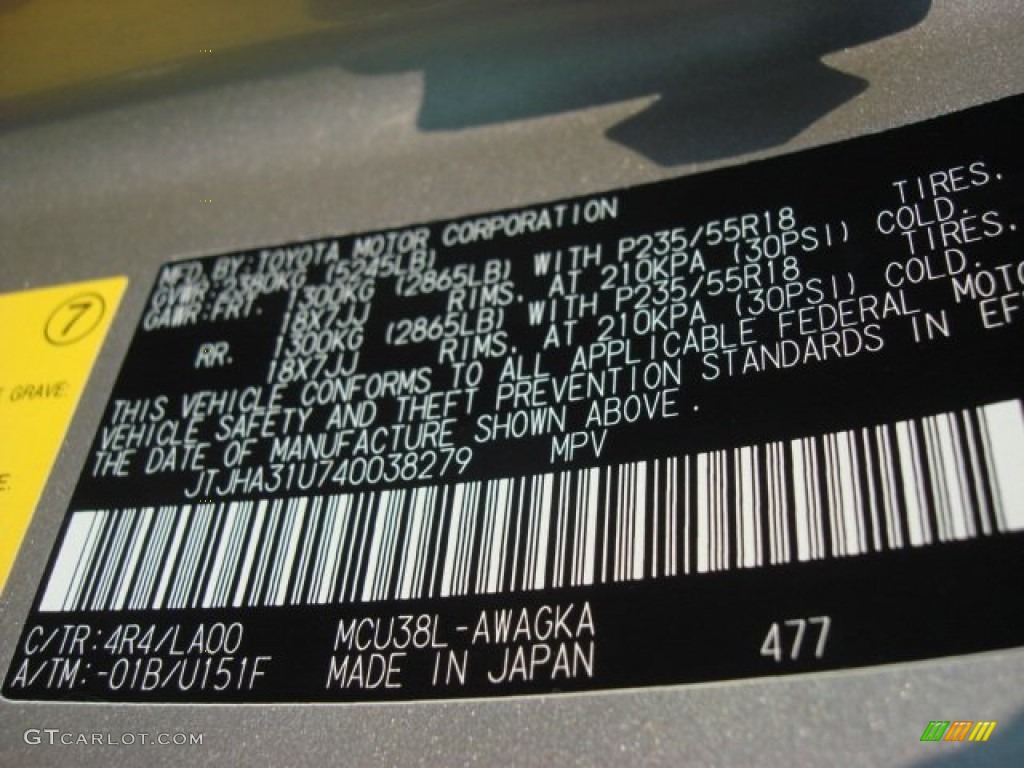 MFD. BY: TOYOTA MOTOR CORPORATION
GVWR 2380KG (5245LB)
GAWR:FRT. 1300KG (2865LB) WITH P235/55R18 TIRES.
18X7JJ RIMS, AT 210KPA (30PSI) COLD.
RR. 1300KG (2865LB) WITH P235/55R18 TIRES.
18X7JJ RIMS, AT 210KPA (30PSI) COLD.
THIS VEHICLE CONFORMS TO ALL APPLICABLE FEDERAL MOTO
VEHICLE SAFETY AND THEFT PREVENTION STANDARDS IN EF
THE DATE OF MANUFACTURE SHOWN ABOVE.
JTJHA31U740038279 MPV
C/TR:4R4/LA00 MCU38L-AWAGKA 477
A/TM:-01B/U151F MADE IN JAPAN
7
GRAVE:
E.
GTCARLOT.COM